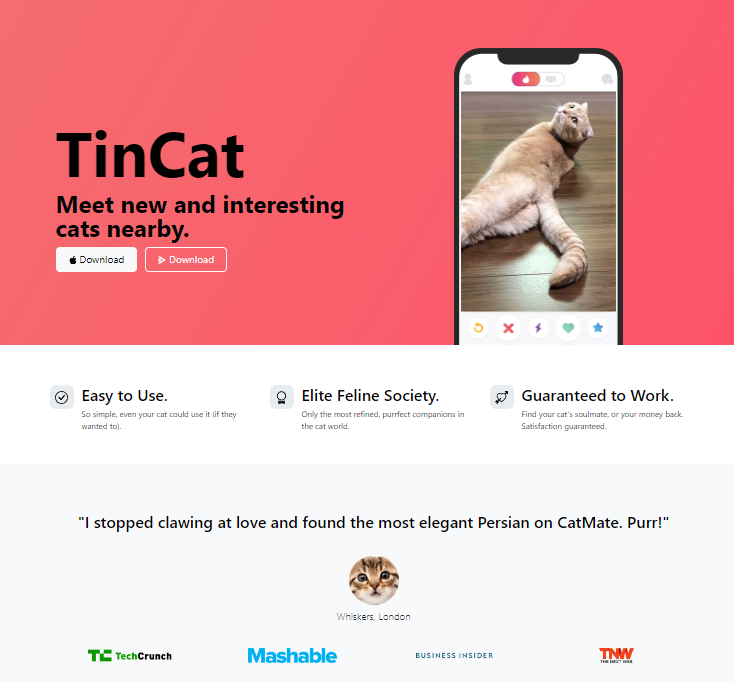 TinCat
Meet new and interesting
cats nearby.
Download
Download
Easy to Use.
So simple, even your cat could use it (if they
wanted to).
Elite Feline Society.
Only the most refined, purrfect companions in
the cat world.
Guaranteed to Work.
Find your cat's soulmate, or your money back.
Satisfaction guaranteed.
"I stopped clawing at love and found the most elegant Persian on CatMate. Purr!"
Whiskers, London
TC TechCrunch
Mashable
BUSINESS INSIDER
TNW
THE NEXT WEB